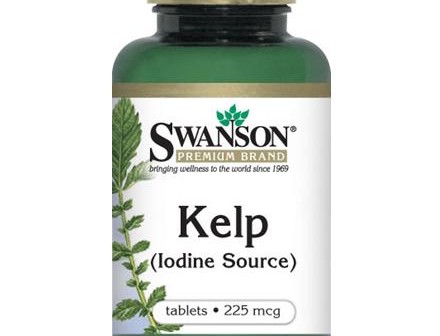 SWANSON®
PREMIUM BRAND
bringing wellness to the world since 1969
Kelp
(Iodine Source)
tablets • 225 mcg